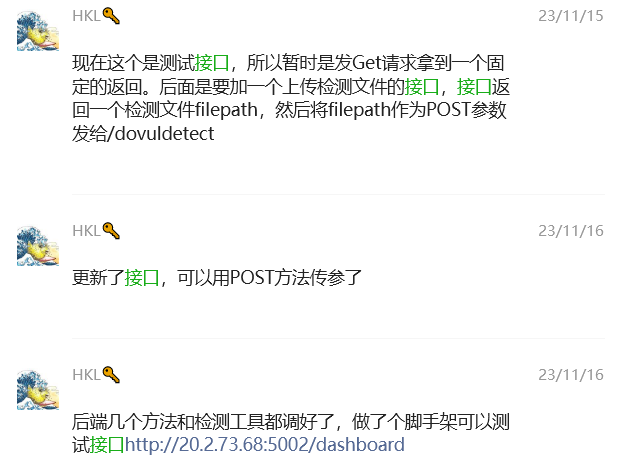 HKL🔑 23/11/15
现在这个是测试接口，所以暂时是发Get请求拿到一个固
定的返回。后面是要加一个上传检测文件的接口，接口返
回一个检测文件filepath，然后将filepath作为POST参数
发给/dovuldetect
HKL🔑 23/11/16
更新了接口，可以用POST方法传参了
HKL🔑 23/11/16
后端几个方法和检测工具都调好了，做了个脚手架可以测
试接口http://20.2.73.68:5002/dashboard